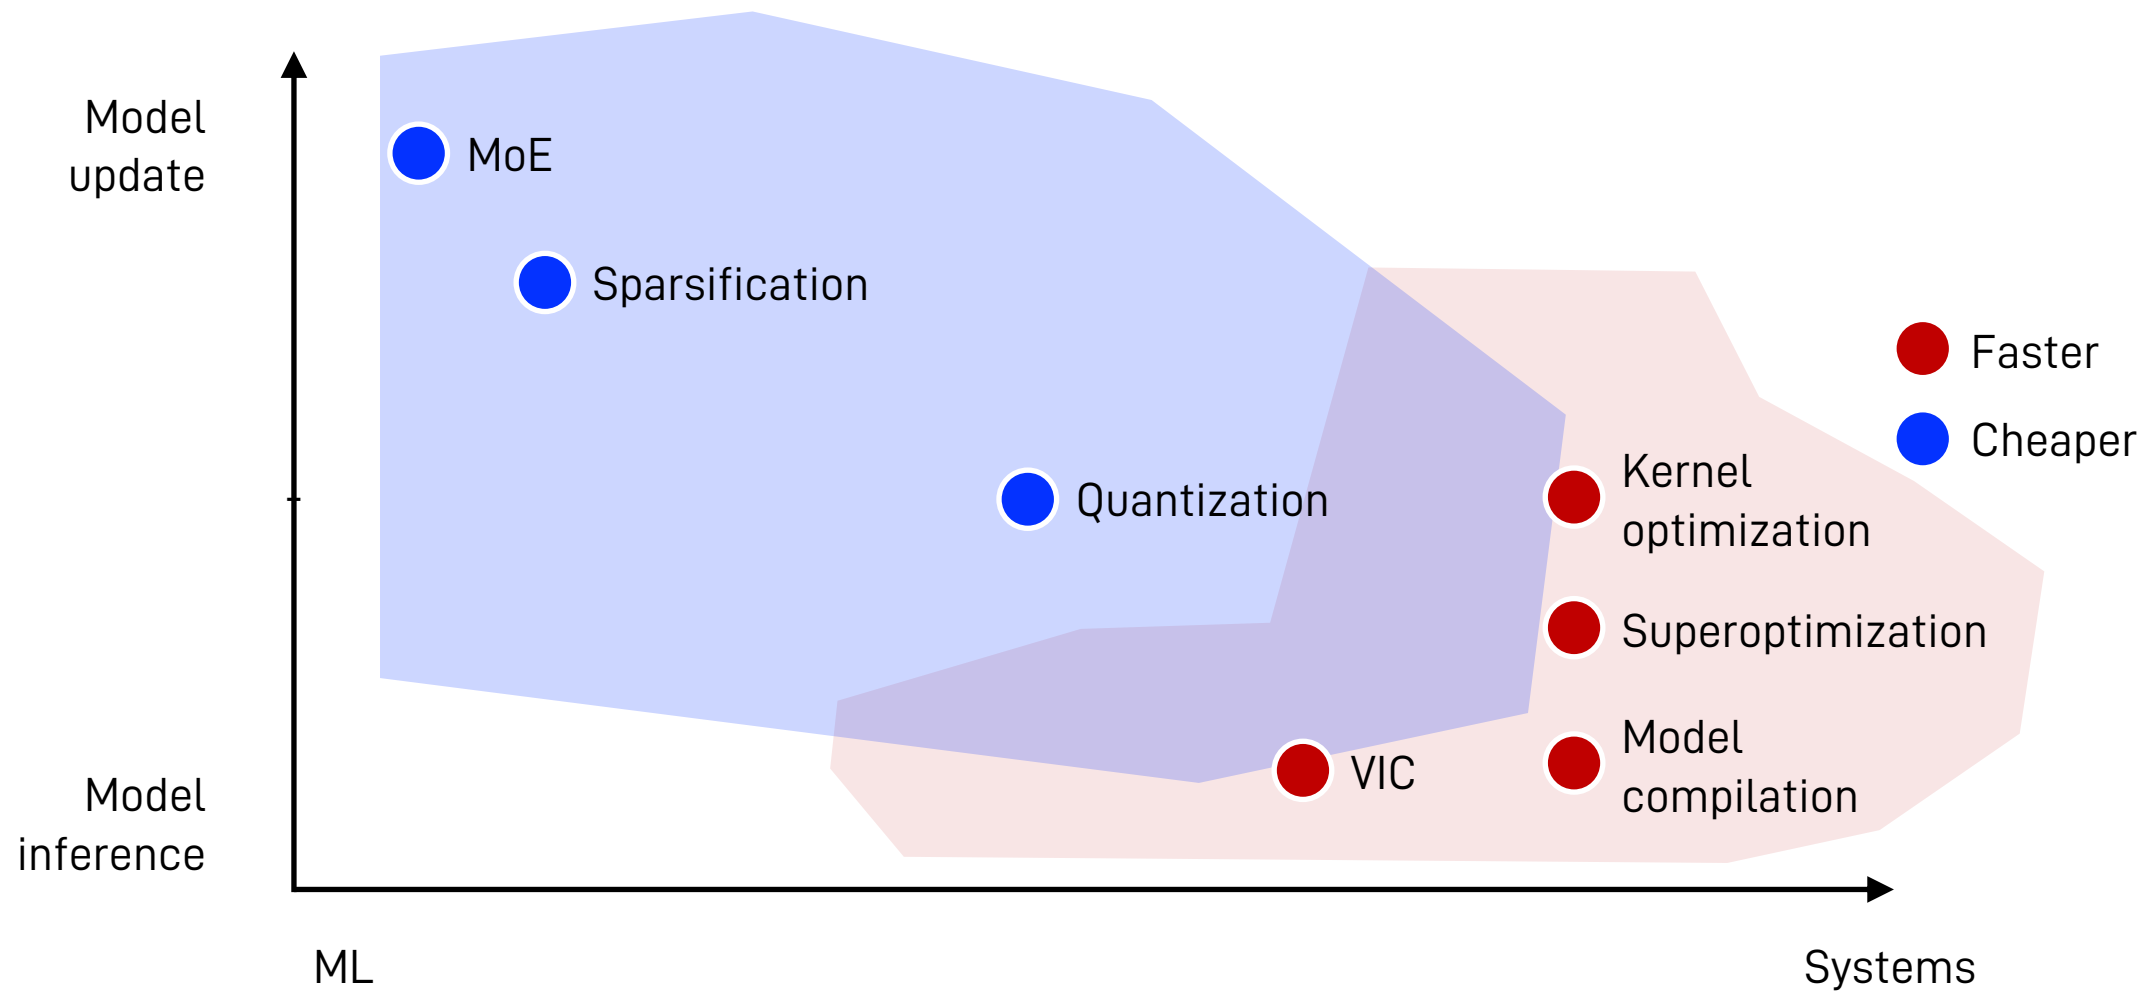 Model
update
MoE
Sparsification
Faster
Cheaper
Quantization
Kernel
optimization
Superoptimization
VIC
Model
compilation
Model
inference
ML
Systems